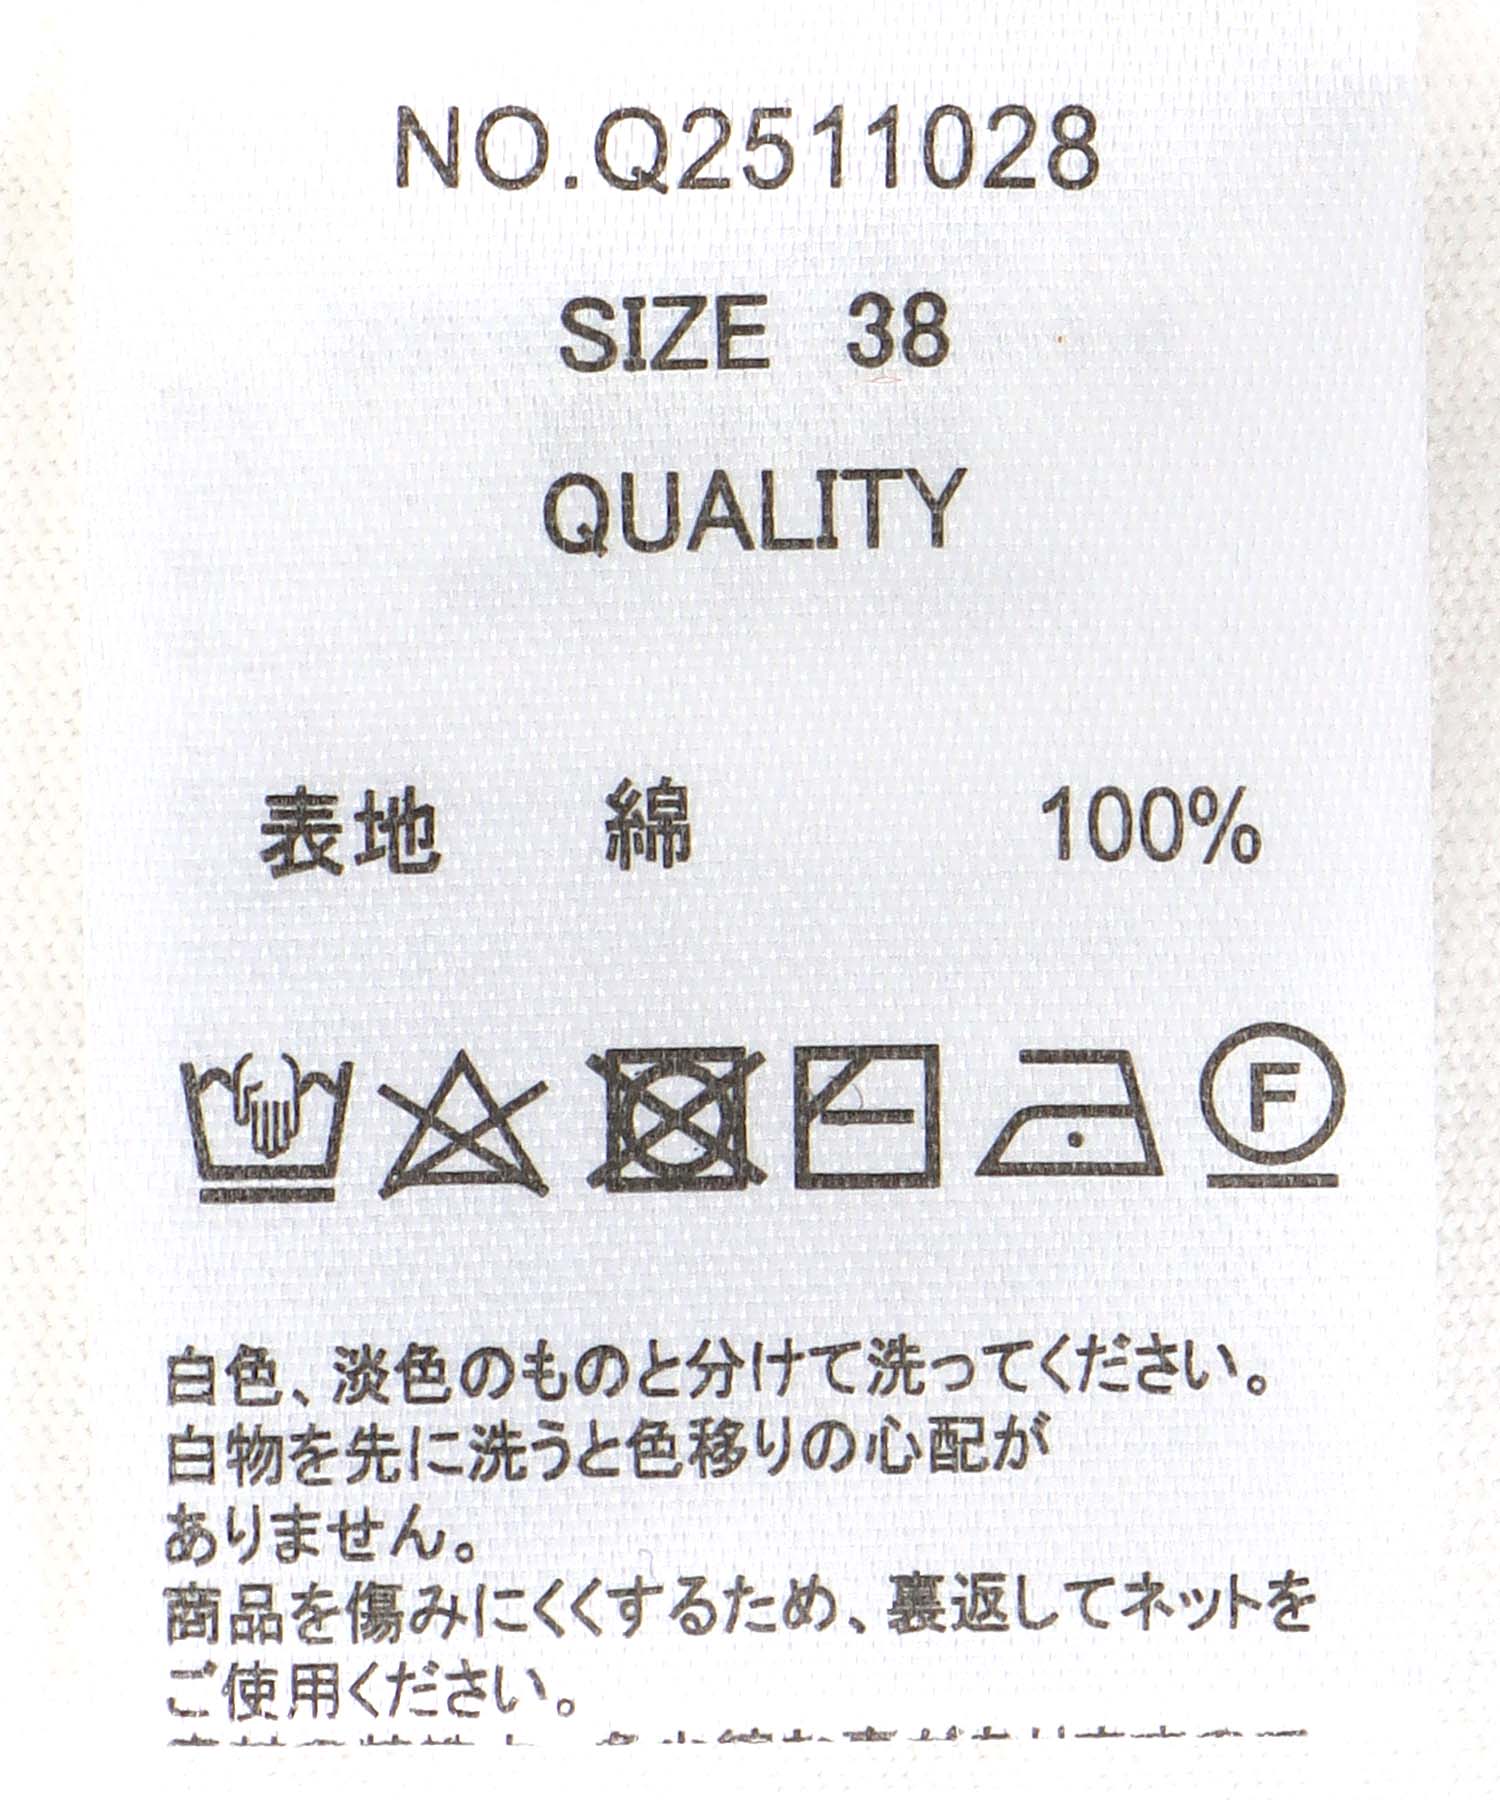 NO.Q2511028
SIZE 38
QUALITY
表地 綿 100%
F
白色、淡色のものと分けて洗ってください。
白物を先に洗うと色移りの心配が
ありません。
商品を傷みにくくするため、裏返してネットを
ご使用ください。